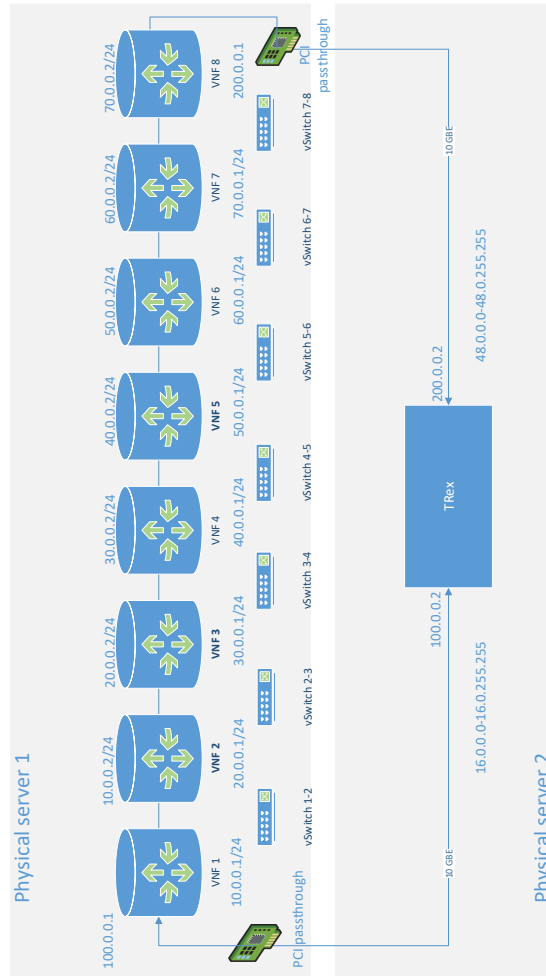 Physical server 1
100.0.0.1
10.0.0.2/24
20.0.0.2/24
30.0.0.2/24
40.0.0.2/24
50.0.0.2/24
60.0.0.2/24
70.0.0.2/24
VNF 1
VNF 2
VNF 3
VNF 4
VNF 5
VNF 6
VNF 7
VNF 8
10.0.0.1/24
20.0.0.1/24
30.0.0.1/24
40.0.0.1/24
50.0.0.1/24
60.0.0.1/24
70.0.0.1/24
200.0.0.1
PCI passthrough
vSwitch 1-2
vSwitch 2-3
vSwitch 3-4
vSwitch 4-5
vSwitch 5-6
vSwitch 6-7
vSwitch 7-8
PCI
passthrough
100.0.0.2
TRex
200.0.0.2
10 GBE
10 GBE
16.0.0.0-16.0.255.255
48.0.0.0-48.0.255.255
Physical server 2